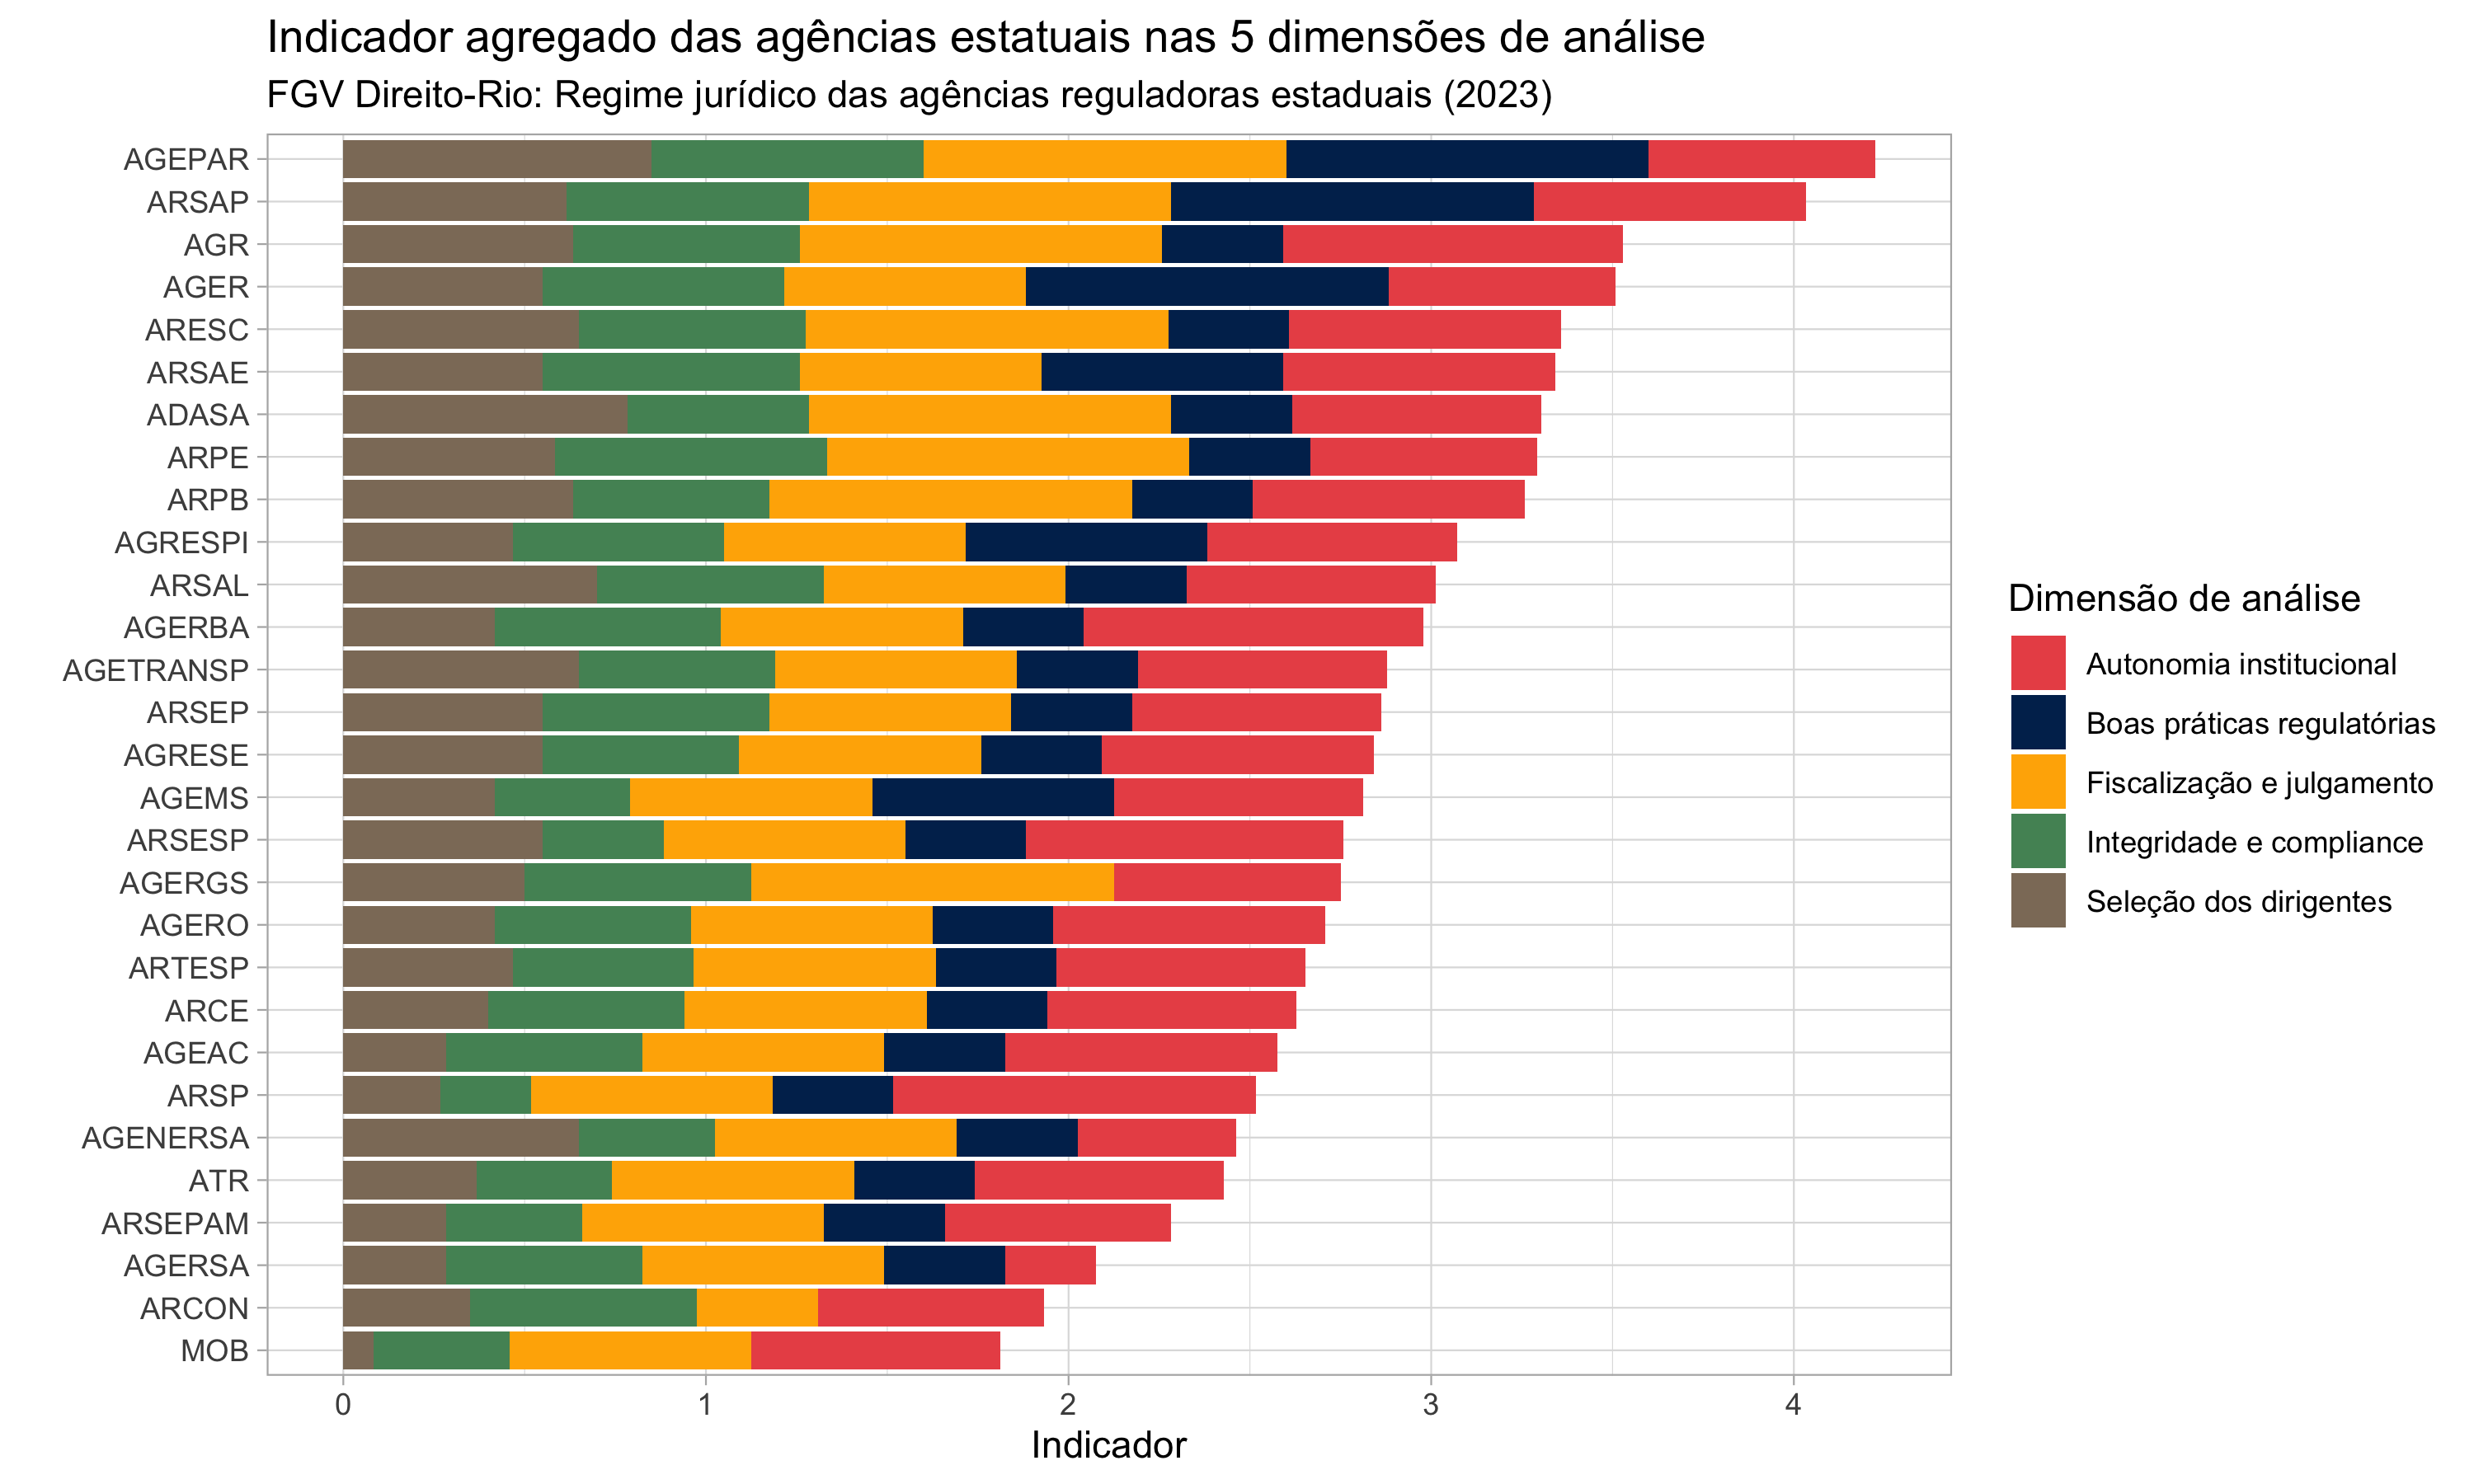 Indicador agregado das agências estatuais nas 5 dimensões de análise
FGV Direito-Rio: Regime jurídico das agências reguladoras estaduais (2023)
AGEPAR
ARSAP
AGR
AGER
ARESC
ARSAE
ADASA
ARPE
ARPB
AGRESPI
ARSAL
AGERBA
AGETRANSP
ARSEP
AGRESE
AGEMS
ARSESP
AGERGS
AGERO
ARTESP
ARCE
AGEAC
ARSP
AGENERSA
ATR
ARSEPAM
AGERSA
ARCON
MOB
0 1 2 3 4
Indicador
Dimensão de análise
Autonomia institucional
Boas práticas regulatórias
Fiscalização e julgamento
Integridade e compliance
Seleção dos dirigentes